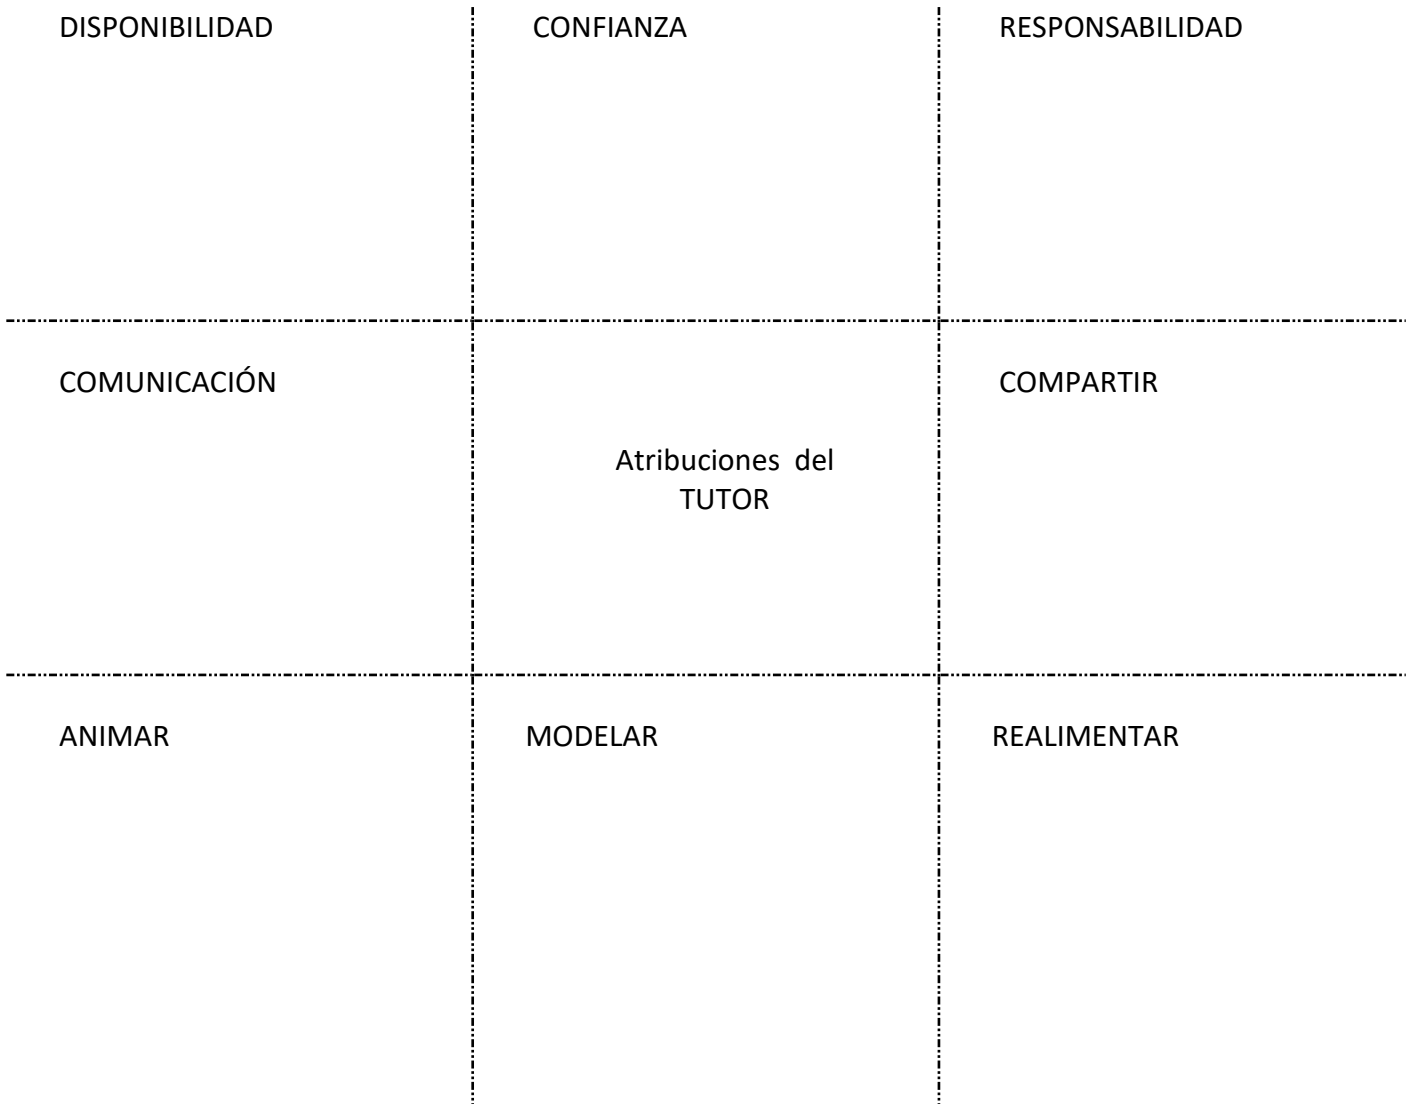 DISPONIBILIDAD
CONFIANZA
RESPONSABILIDAD
COMUNICACIÓN
Atribuciones del
TUTOR
COMPARTIR
ANIMAR
MODELAR
REALIMENTAR